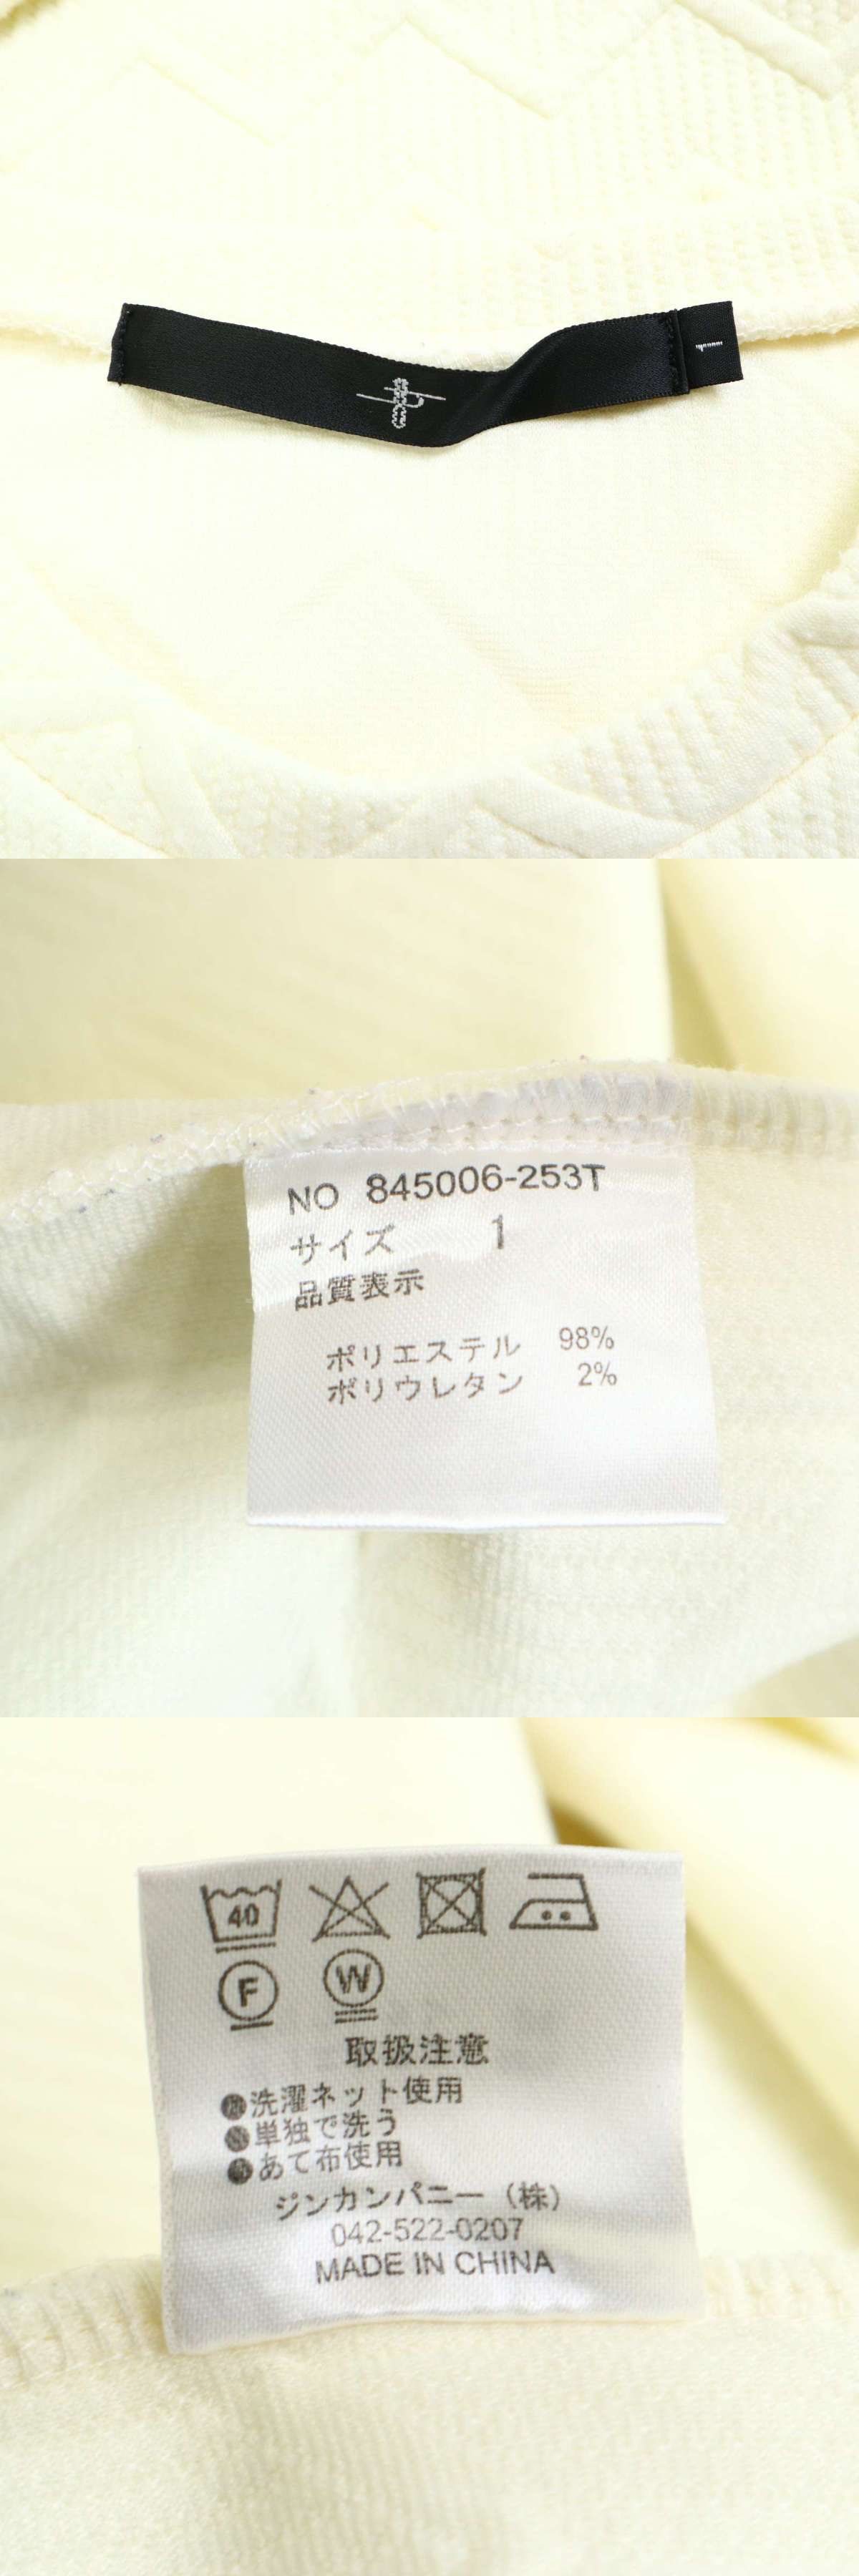 1
NO 845006-253T
サイズ 1
品質表示
ポリエステル 98%
ポリウレタン 2%
40
F W
取扱注意
●洗濯ネット使用
●単独で洗う
●あて布使用
ジンカンパニー(株)
042-522-0207
MADE IN CHINA